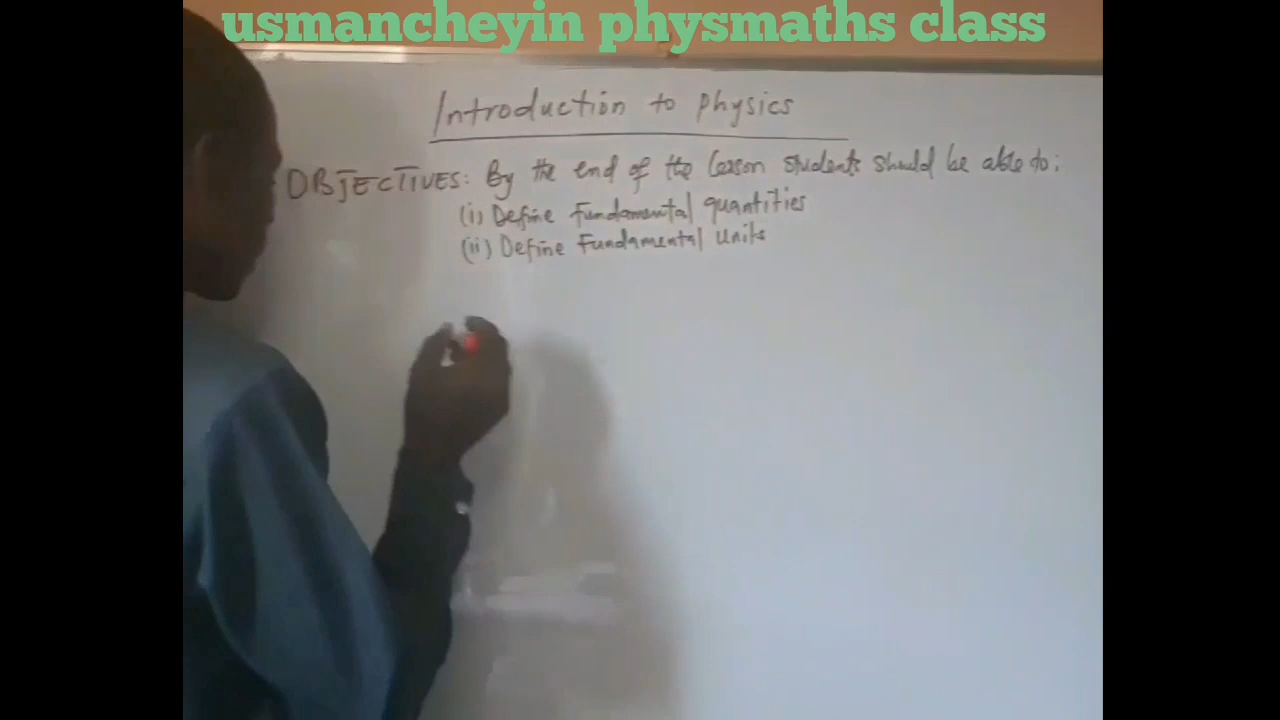 usmancheyin physmaths class
Introduction to physics
OBJECTIVES: By the end of the lesson students should be able to:
(i) Define Fundamental quantities
(ii) Define Fundamental Units